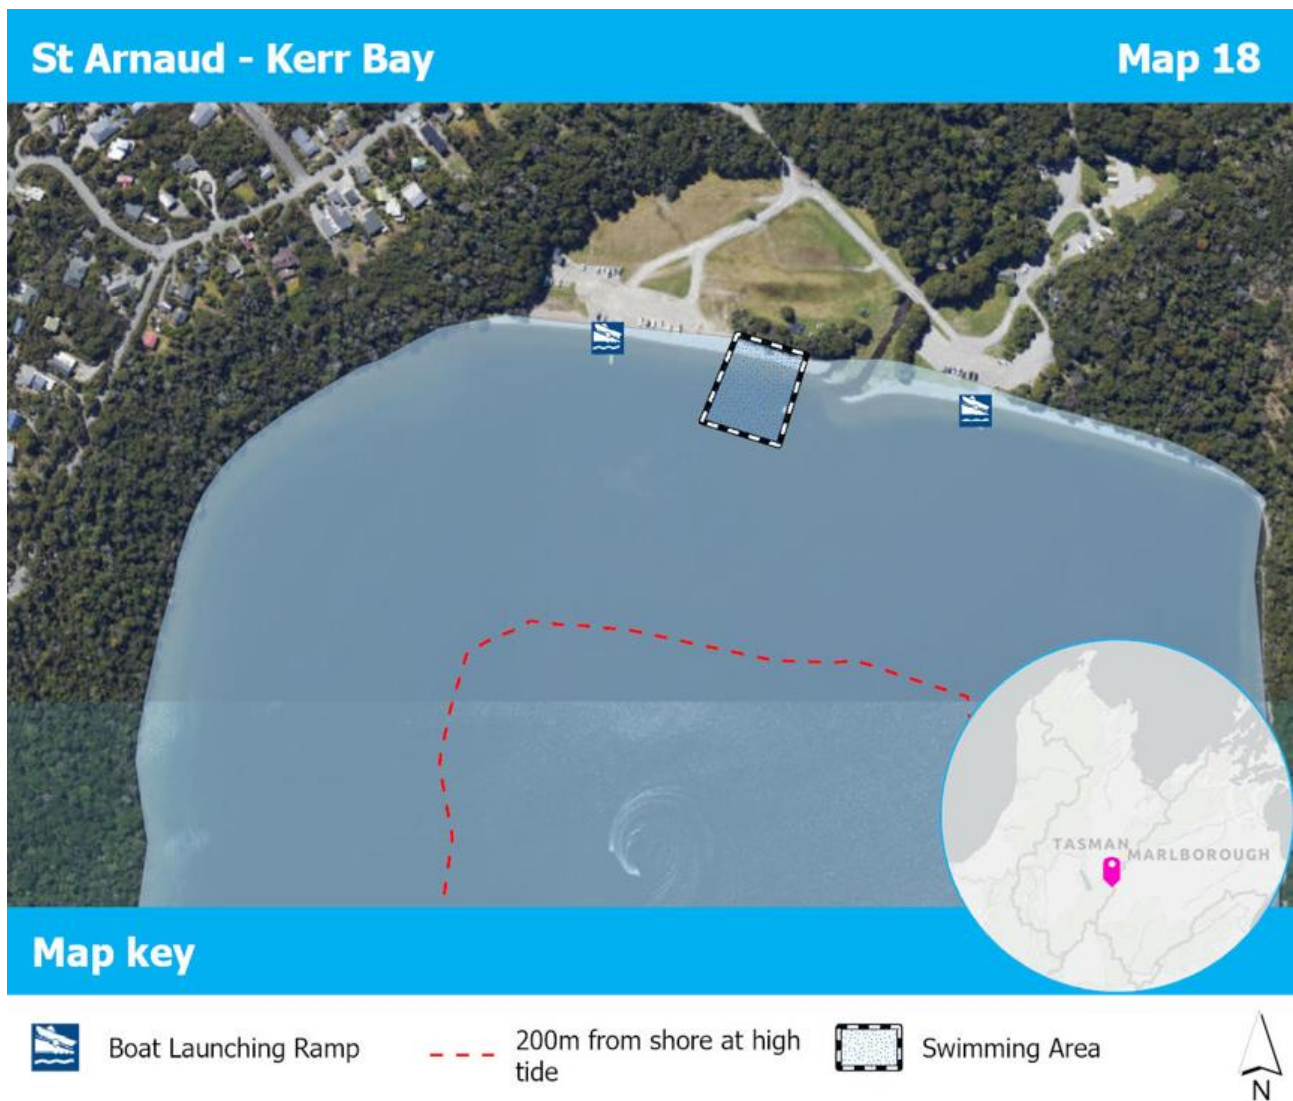 St Arnaud - Kerr Bay
Map 18
TASMAN
MARLBOROUGH
Map key
Boat Launching Ramp
200m from shore at high
tide
Swimming Area
N